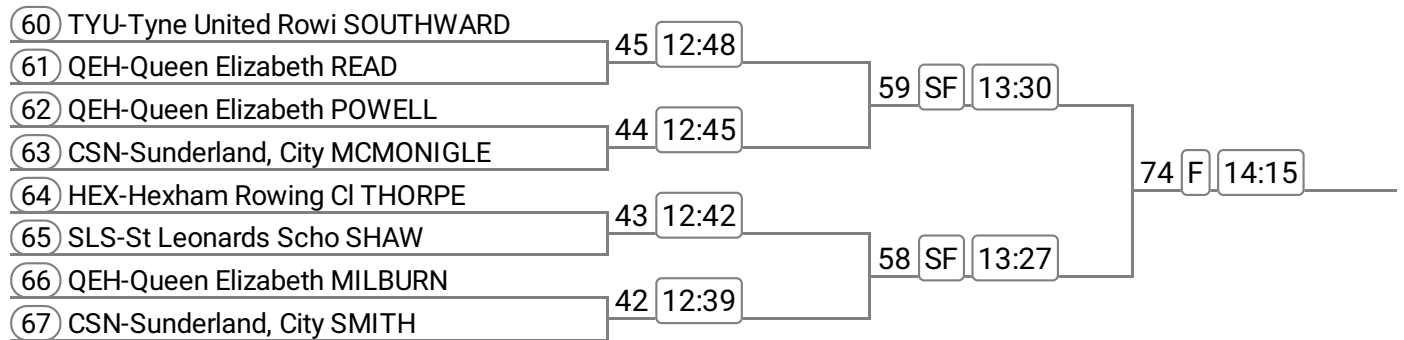 60 TYU-Tyne United Rowi SOUTHWARD
45 12:48
61 QEH-Queen Elizabeth READ
59 SF 13:30
62 QEH-Queen Elizabeth POWELL
44 12:45
63 CSN-Sunderland, City MCMONIGLE
74 F 14:15
64 HEX-Hexham Rowing Cl THORPE
43 12:42
65 SLS-St Leonards Scho SHAW
58 SF 13:27
66 QEH-Queen Elizabeth MILBURN
42 12:39
67 CSN-Sunderland, City SMITH